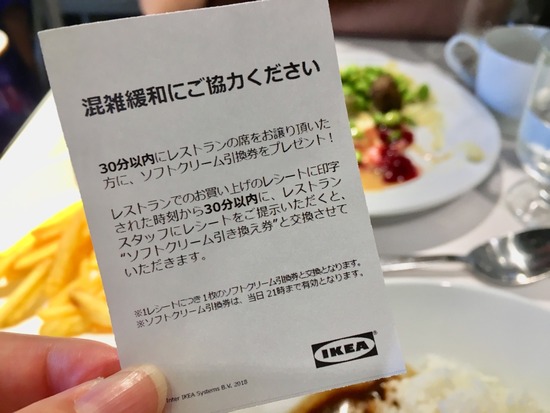 混雑緩和にご協力ください
30分以内にレストランの席をお譲り頂いた
方に、ソフトクリーム引換券をプレゼント！
レストランでのお買い上げのレシートに印字
された時刻から30分以内に、レストラン
スタッフにレシートをご提示いただくと、
“ソフトクリーム引き換え券”と交換させて
いただきます。
※1レシートにつき1枚のソフトクリーム引換券と交換となります。
※ソフトクリーム引換券は、当日21時まで有効となります。
IKEA®
Inter IKEA Systems B.V. 2018